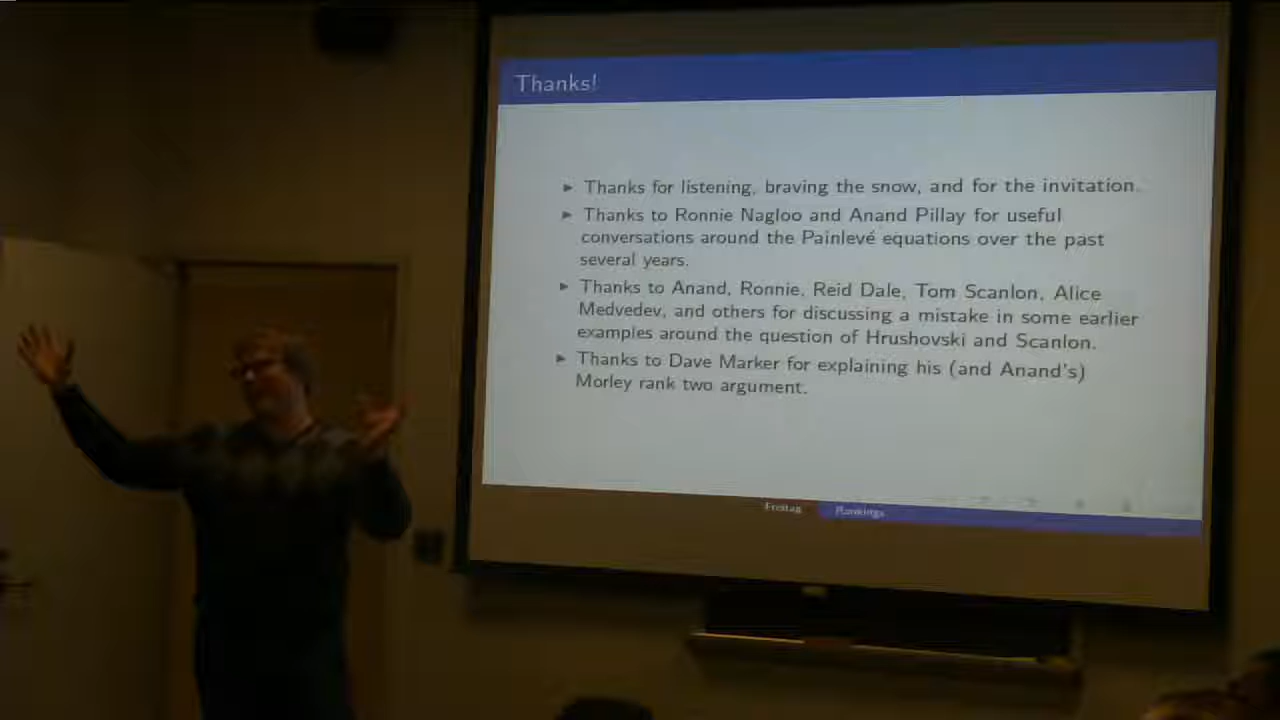 Thanks!
▶ Thanks for listening, braving the snow, and for the invitation.
▶ Thanks to Ronnie Nagloo and Anand Pillay for useful
conversations around the Painlevé equations over the past
several years.
▶ Thanks to Anand, Ronnie, Reid Dale, Tom Scanlon, Alice
Medvedev, and others for discussing a mistake in some earlier
examples around the question of Hrushovski and Scanlon.
▶ Thanks to Dave Marker for explaining his (and Anand's)
Morley rank two argument.
Freitag Rankings